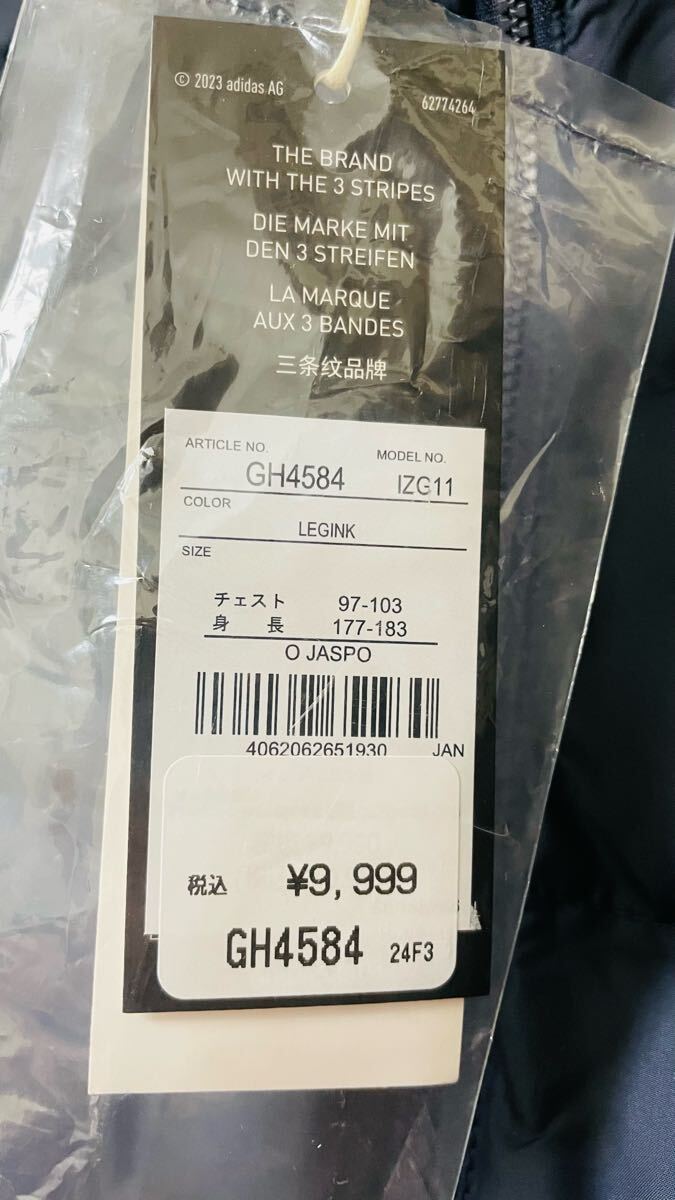 © 2023 adidas AG
62774264
THE BRAND
WITH THE 3 STRIPES
DIE MARKE MIT
DEN 3 STREIFEN
LA MARQUE
AUX 3 BANDES
三条纹品牌
ARTICLE NO. MODEL NO.
GH4584 IZG11
COLOR
LEGINK
SIZE
チェスト 97-103
身 長 177-183
O JASPO
4062062651930 JAN
税込 ¥9,999
GH4584 24F3